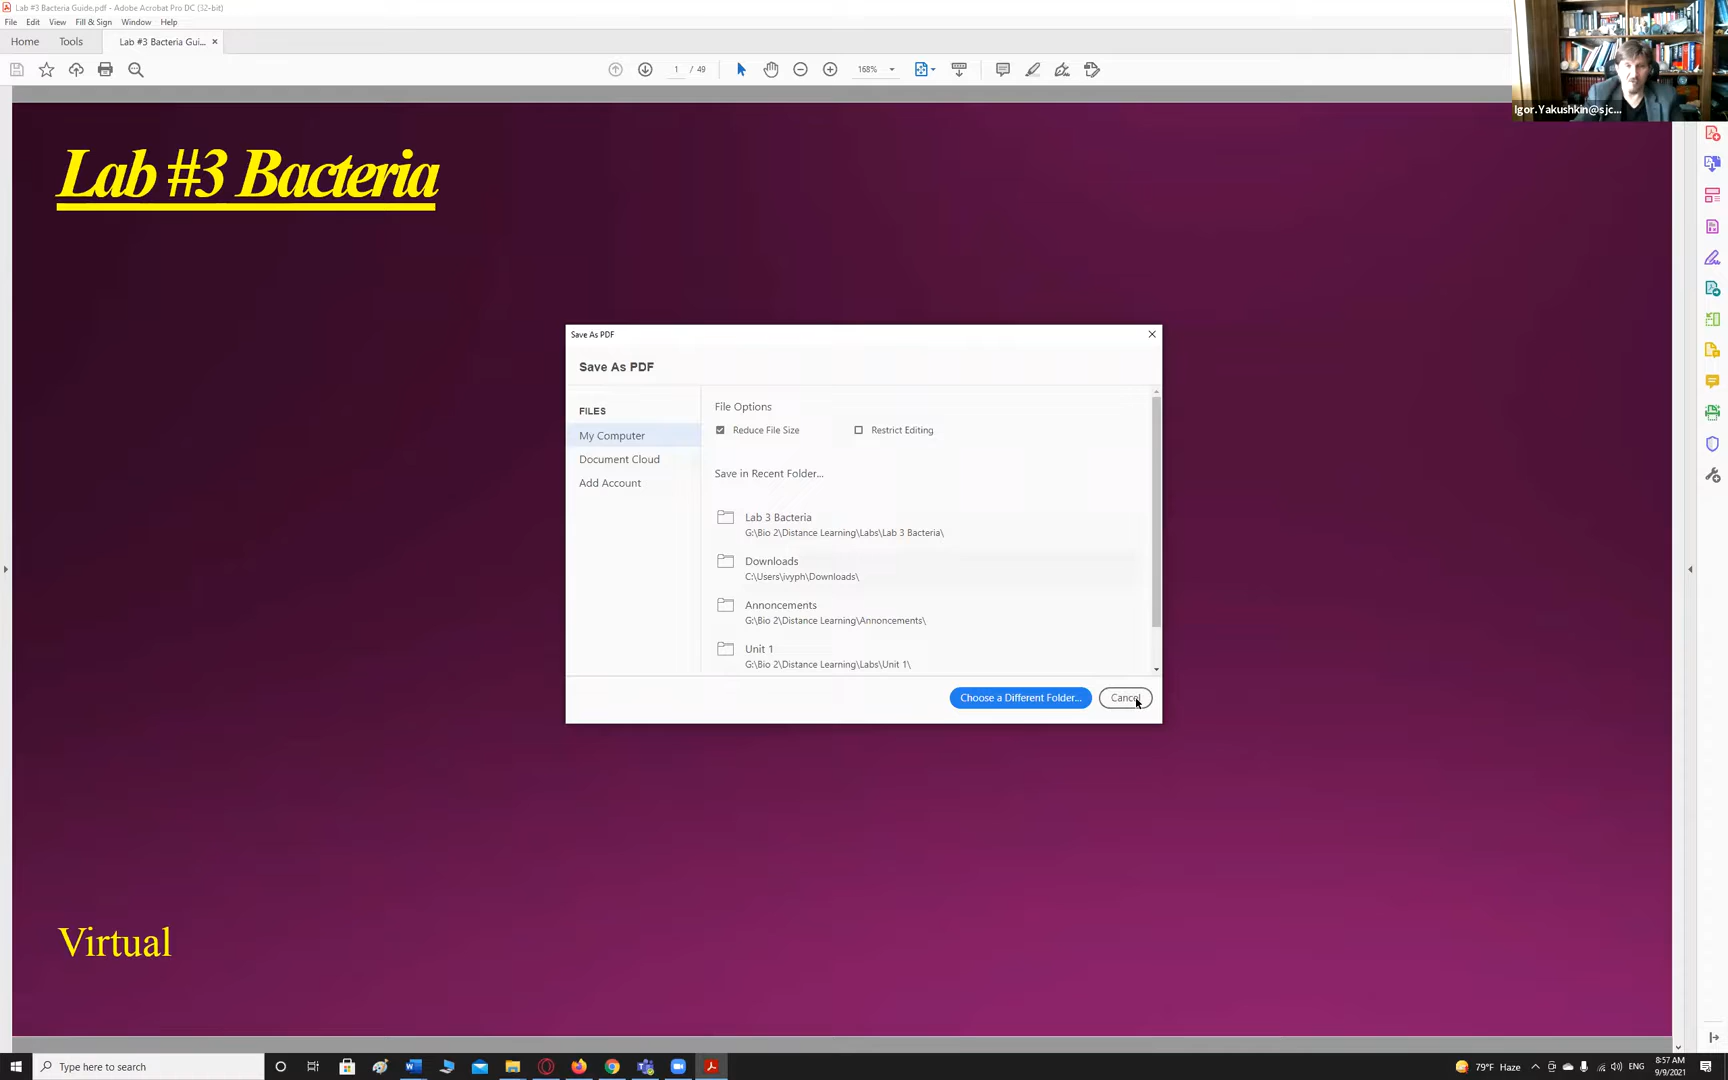 Lab #3 Bacteria Guide.pdf - Adobe Acrobat Pro DC (32-bit)
File Edit View Fill & Sign Window Help
Home Tools Lab #3 Bacteria Gui... ×
1 / 49 168%
Igor.Yakushkin@sjc...
Lab #3 Bacteria
Save As PDF
Save As PDF
FILES
My Computer
Document Cloud
Add Account
File Options
Reduce File Size Restrict Editing
Save in Recent Folder...
Lab 3 Bacteria
G:\Bio 2\Distance Learning\Labs\Lab 3 Bacteria\
Downloads
C:\Users\ivyph\Downloads\
Annoncements
G:\Bio 2\Distance Learning\Annoncements\
Unit 1
G:\Bio 2\Distance Learning\Labs\Unit 1\
Choose a Different Folder... Cancel
Virtual
Type here to search
79°F Haze ENG
8:57 AM
9/9/2021